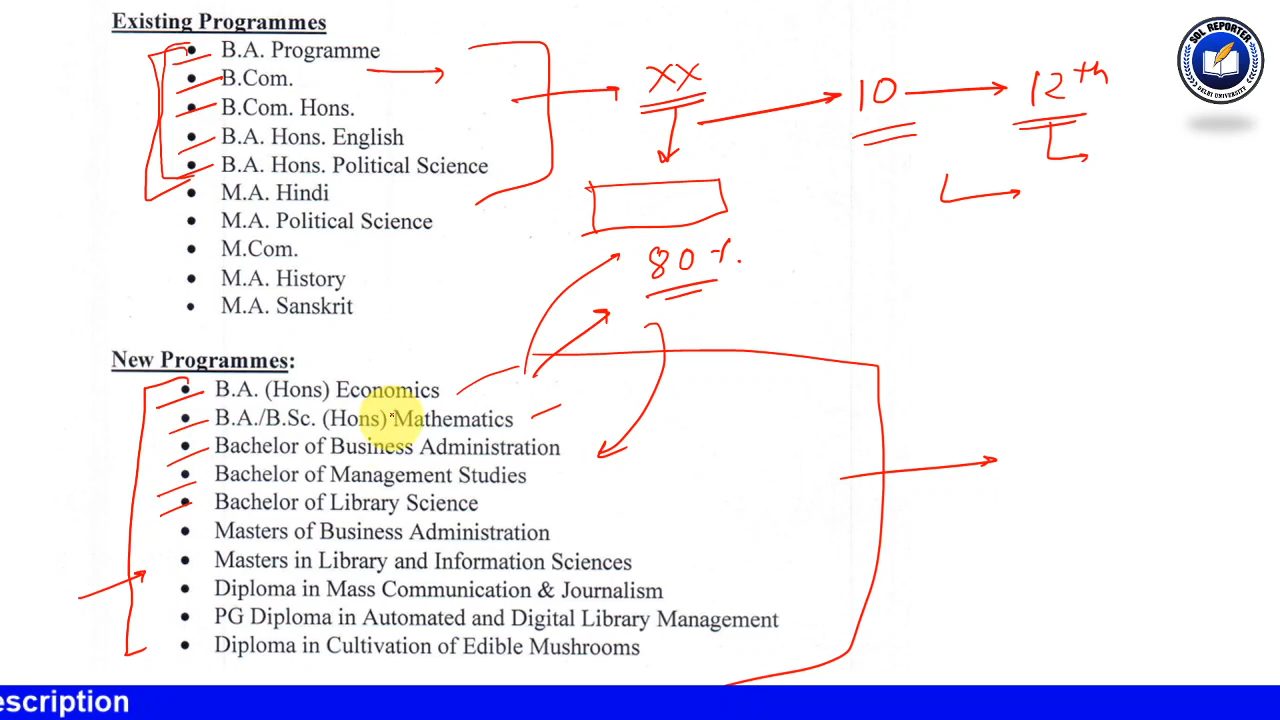 Existing Programmes
• B.A. Programme
• B.Com.
• B.Com. Hons.
• B.A. Hons. English
• B.A. Hons. Political Science
• M.A. Hindi
• M.A. Political Science
• M.Com.
• M.A. History
• M.A. Sanskrit
XX
10
12th
80%.
SOL REPORTER
DELHI UNIVERSITY
New Programmes:
• B.A. (Hons) Economics
• B.A./B.Sc. (Hons) Mathematics
• Bachelor of Business Administration
• Bachelor of Management Studies
• Bachelor of Library Science
• Masters of Business Administration
• Masters in Library and Information Sciences
• Diploma in Mass Communication & Journalism
• PG Diploma in Automated and Digital Library Management
• Diploma in Cultivation of Edible Mushrooms
escription